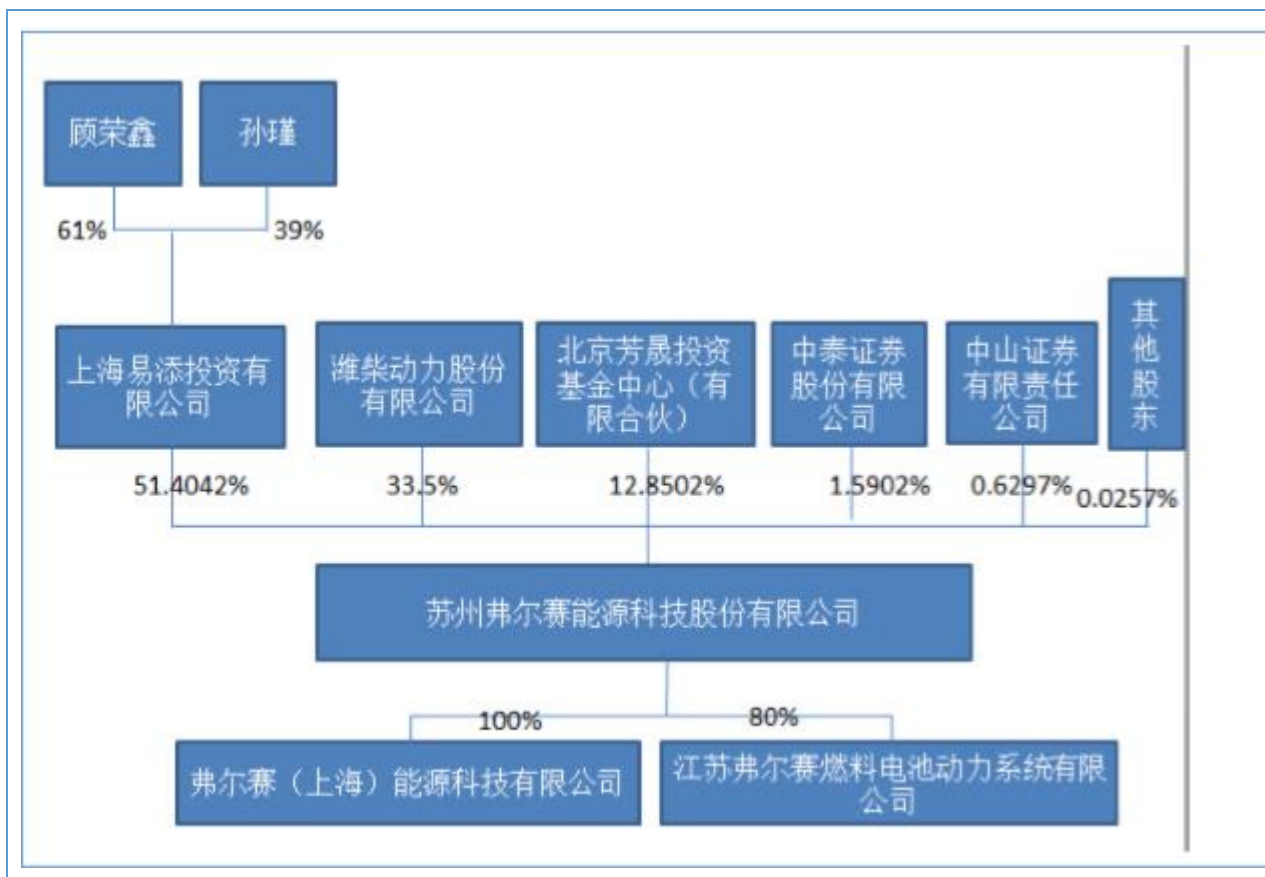 顾荣鑫
孙瑾
61%
39%
上海易添投资有
限公司
潍柴动力股份
有限公司
北京芳晟投资
基金中心（有
限合伙）
中泰证券
股份有限
公司
中山证券
有限责任
公司
其
他
股
东
51.4042%
33.5%
12.8502%
1.5902%
0.6297%
0.0257%
苏州弗尔赛能源科技股份有限公司
100%
80%
弗尔赛（上海）能源科技有限公司
江苏弗尔赛燃料电池动力系统有限
公司